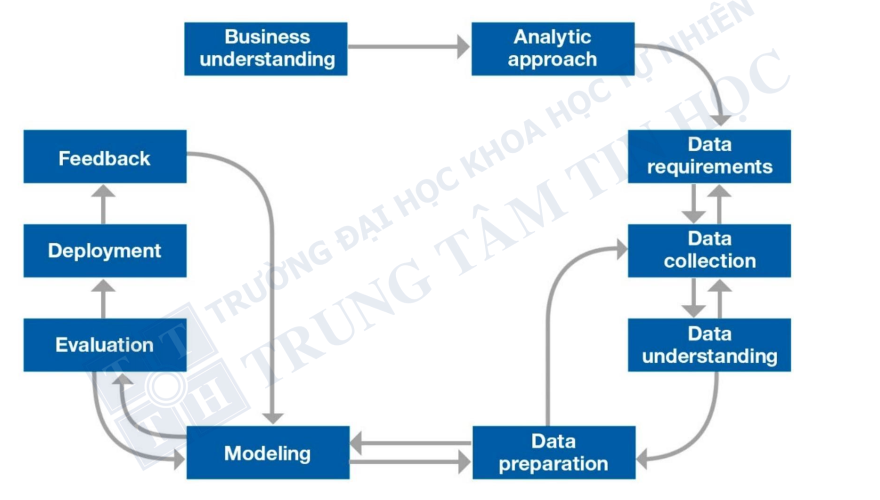 Business
understanding
Analytic
approach
Feedback
Data
requirements
Deployment
Data
collection
Evaluation
Data
understanding
Modeling
Data
preparation
TRƯỜNG ĐẠI HỌC KHOA HỌC TỰ NHIÊN
TRUNG TÂM TIN HỌC
T T
T H